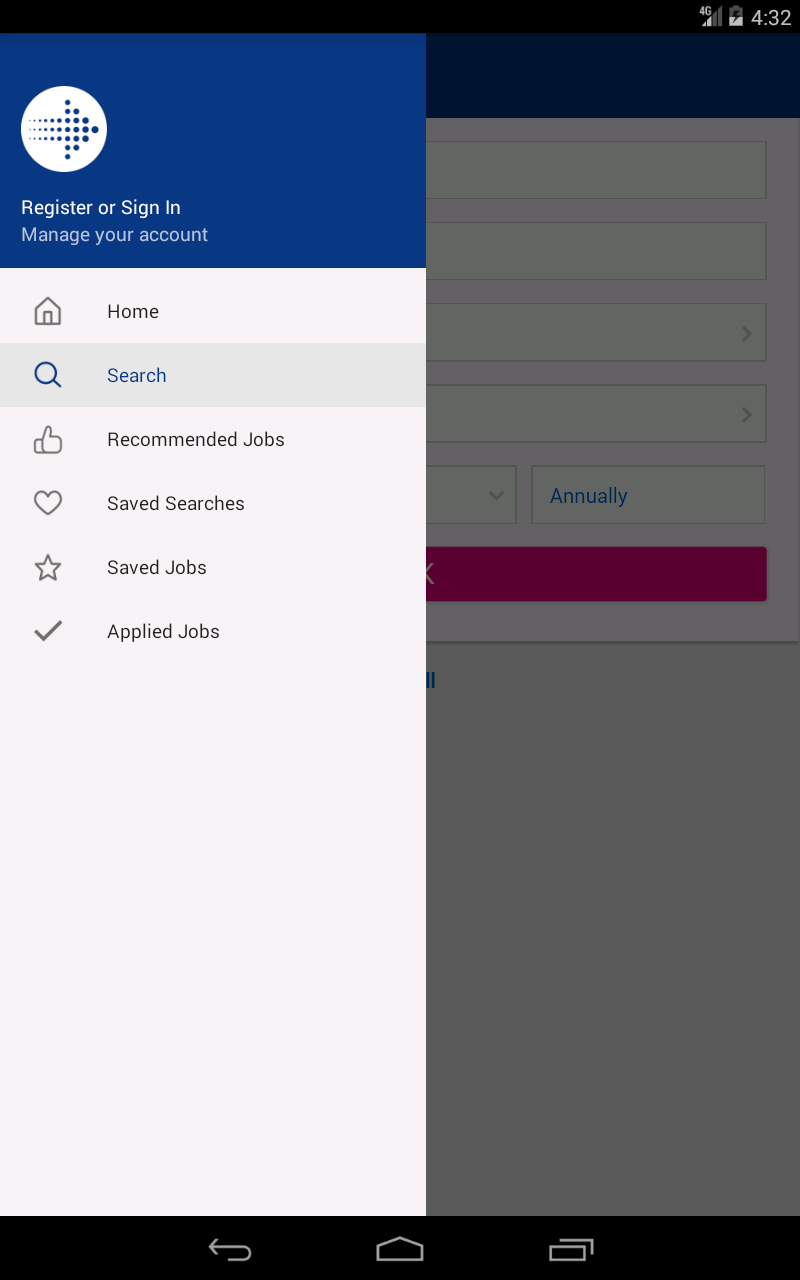 4G 4:32
Register or Sign In
Manage your account
Home
Search
Recommended Jobs
Saved Searches
Saved Jobs
Applied Jobs
Annually